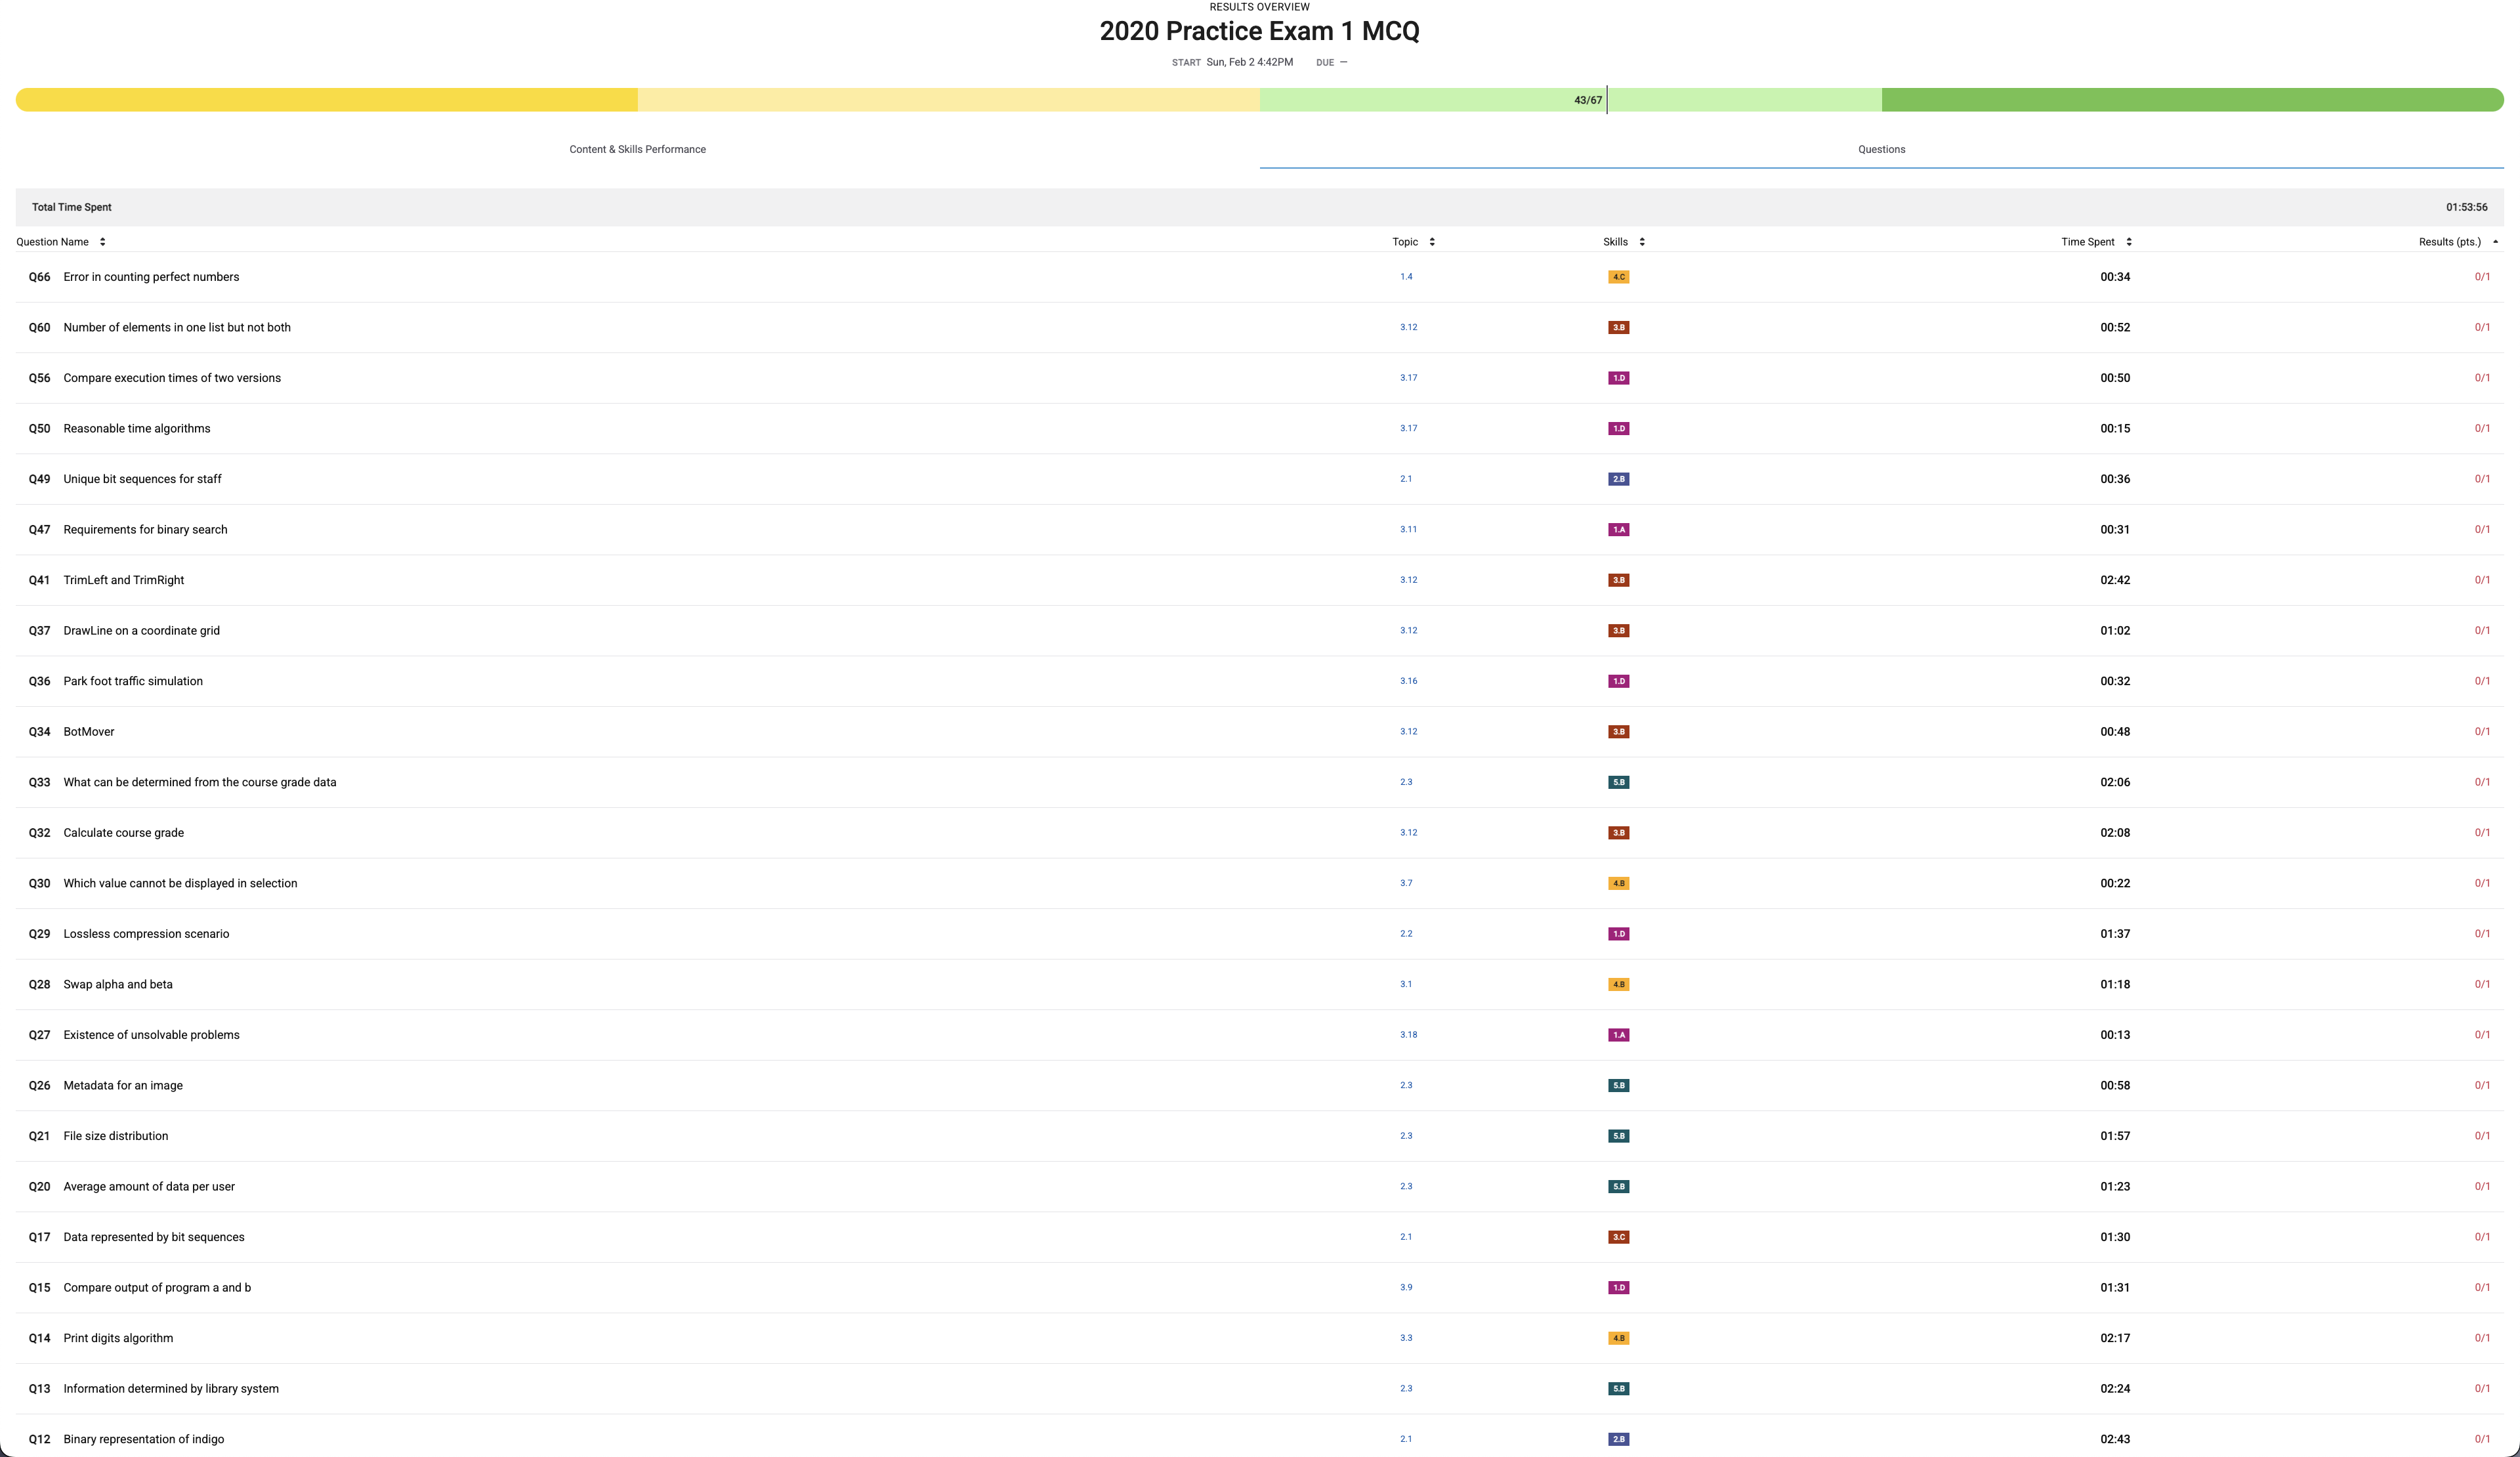 RESULTS OVERVIEW
2020 Practice Exam 1 MCQ
START Sun, Feb 2 4:42PM DUE —
43/67
Content & Skills Performance Questions
Total Time Spent 01:53:56
Question Name Topic Skills Time Spent Results (pts.)
Q66 Error in counting perfect numbers 1.4 4.C 00:34 0/1
Q60 Number of elements in one list but not both 3.12 3.B 00:52 0/1
Q56 Compare execution times of two versions 3.17 1.D 00:50 0/1
Q50 Reasonable time algorithms 3.17 1.D 00:15 0/1
Q49 Unique bit sequences for staff 2.1 2.B 00:36 0/1
Q47 Requirements for binary search 3.11 1.A 00:31 0/1
Q41 TrimLeft and TrimRight 3.12 3.B 02:42 0/1
Q37 DrawLine on a coordinate grid 3.12 3.B 01:02 0/1
Q36 Park foot traffic simulation 3.16 1.D 00:32 0/1
Q34 BotMover 3.12 3.B 00:48 0/1
Q33 What can be determined from the course grade data 2.3 5.B 02:06 0/1
Q32 Calculate course grade 3.12 3.B 02:08 0/1
Q30 Which value cannot be displayed in selection 3.7 4.B 00:22 0/1
Q29 Lossless compression scenario 2.2 1.D 01:37 0/1
Q28 Swap alpha and beta 3.1 4.B 01:18 0/1
Q27 Existence of unsolvable problems 3.18 1.A 00:13 0/1
Q26 Metadata for an image 2.3 5.B 00:58 0/1
Q21 File size distribution 2.3 5.B 01:57 0/1
Q20 Average amount of data per user 2.3 5.B 01:23 0/1
Q17 Data represented by bit sequences 2.1 3.C 01:30 0/1
Q15 Compare output of program a and b 3.9 1.D 01:31 0/1
Q14 Print digits algorithm 3.3 4.B 02:17 0/1
Q13 Information determined by library system 2.3 5.B 02:24 0/1
Q12 Binary representation of indigo 2.1 2.B 02:43 0/1